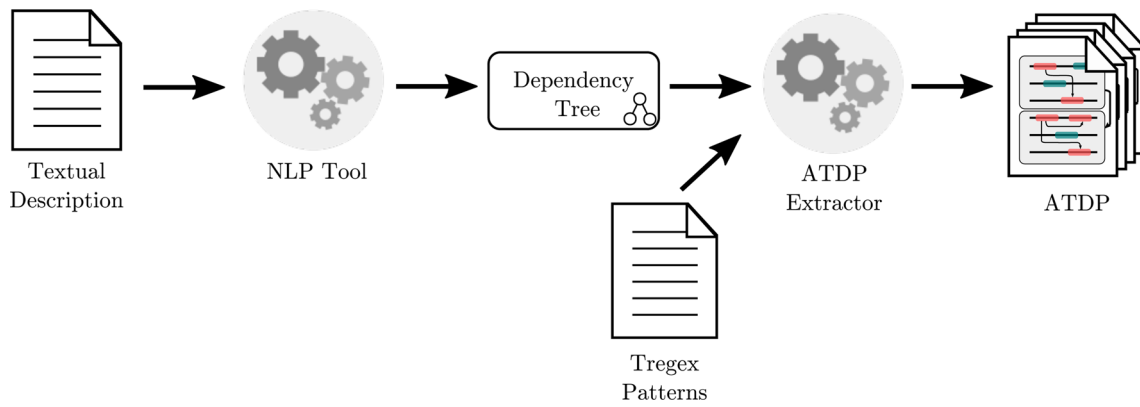 Textual
Description
NLP Tool
Dependency
Tree
ATDP
Extractor
ATDP
Tregex
Patterns